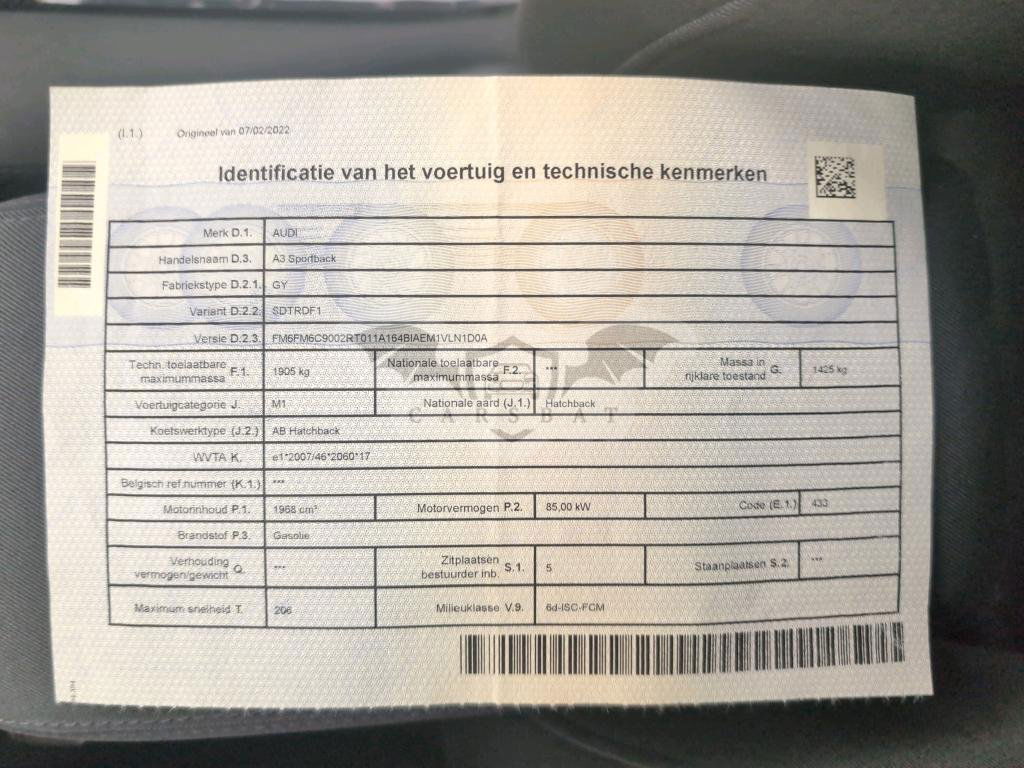 (I.1.) Origineel van 07/02/2022
Identificatie van het voertuig en technische kenmerken
Merk D.1. AUDI
Handelsnaam D.3. A3 Sportback
Fabriekstype D.2.1. GY
Variant D.2.2. SDTRDF1
Versie D.2.3. FM6FM6C9002RT011A164BIAEM1VLN1D0A
Techn. toelaatbare maximummassa F.1. 1905 kg Nationale toelaatbare maximummassa F.2. *** Massa in rijklare toestand G. 1425 kg
Voertuigcategorie J. M1 Nationale aard (J.1.) Hatchback
CARSBAT
Koetswerktype (J.2.) AB Hatchback
WVTA K. e1*2007/46*2060*17
Belgisch ref.nummer (K.1.) ***
Motorinhoud P.1. 1968 cm³ Motorvermogen P.2. 85,00 kW Code (E.1.) 433
Brandstof P.3. Gasolie
Verhouding vermogen/gewicht Q. *** Zitplaatsen bestuurder inb. S.1. 5 Staanplaatsen S.2. ***
Maximum snelheid T. 206 Milieuklasse V.9. 6d-ISC-FCM